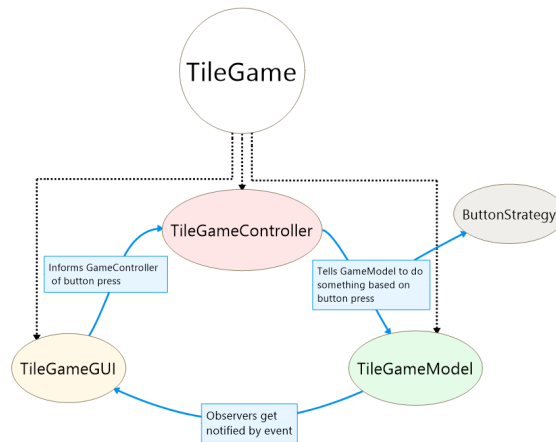 TileGame
TileGameController
ButtonStrategy
Informs GameController
of button press
Tells GameModel to do
something based on
button press
TileGameGUI
TileGameModel
Observers get
notified by event